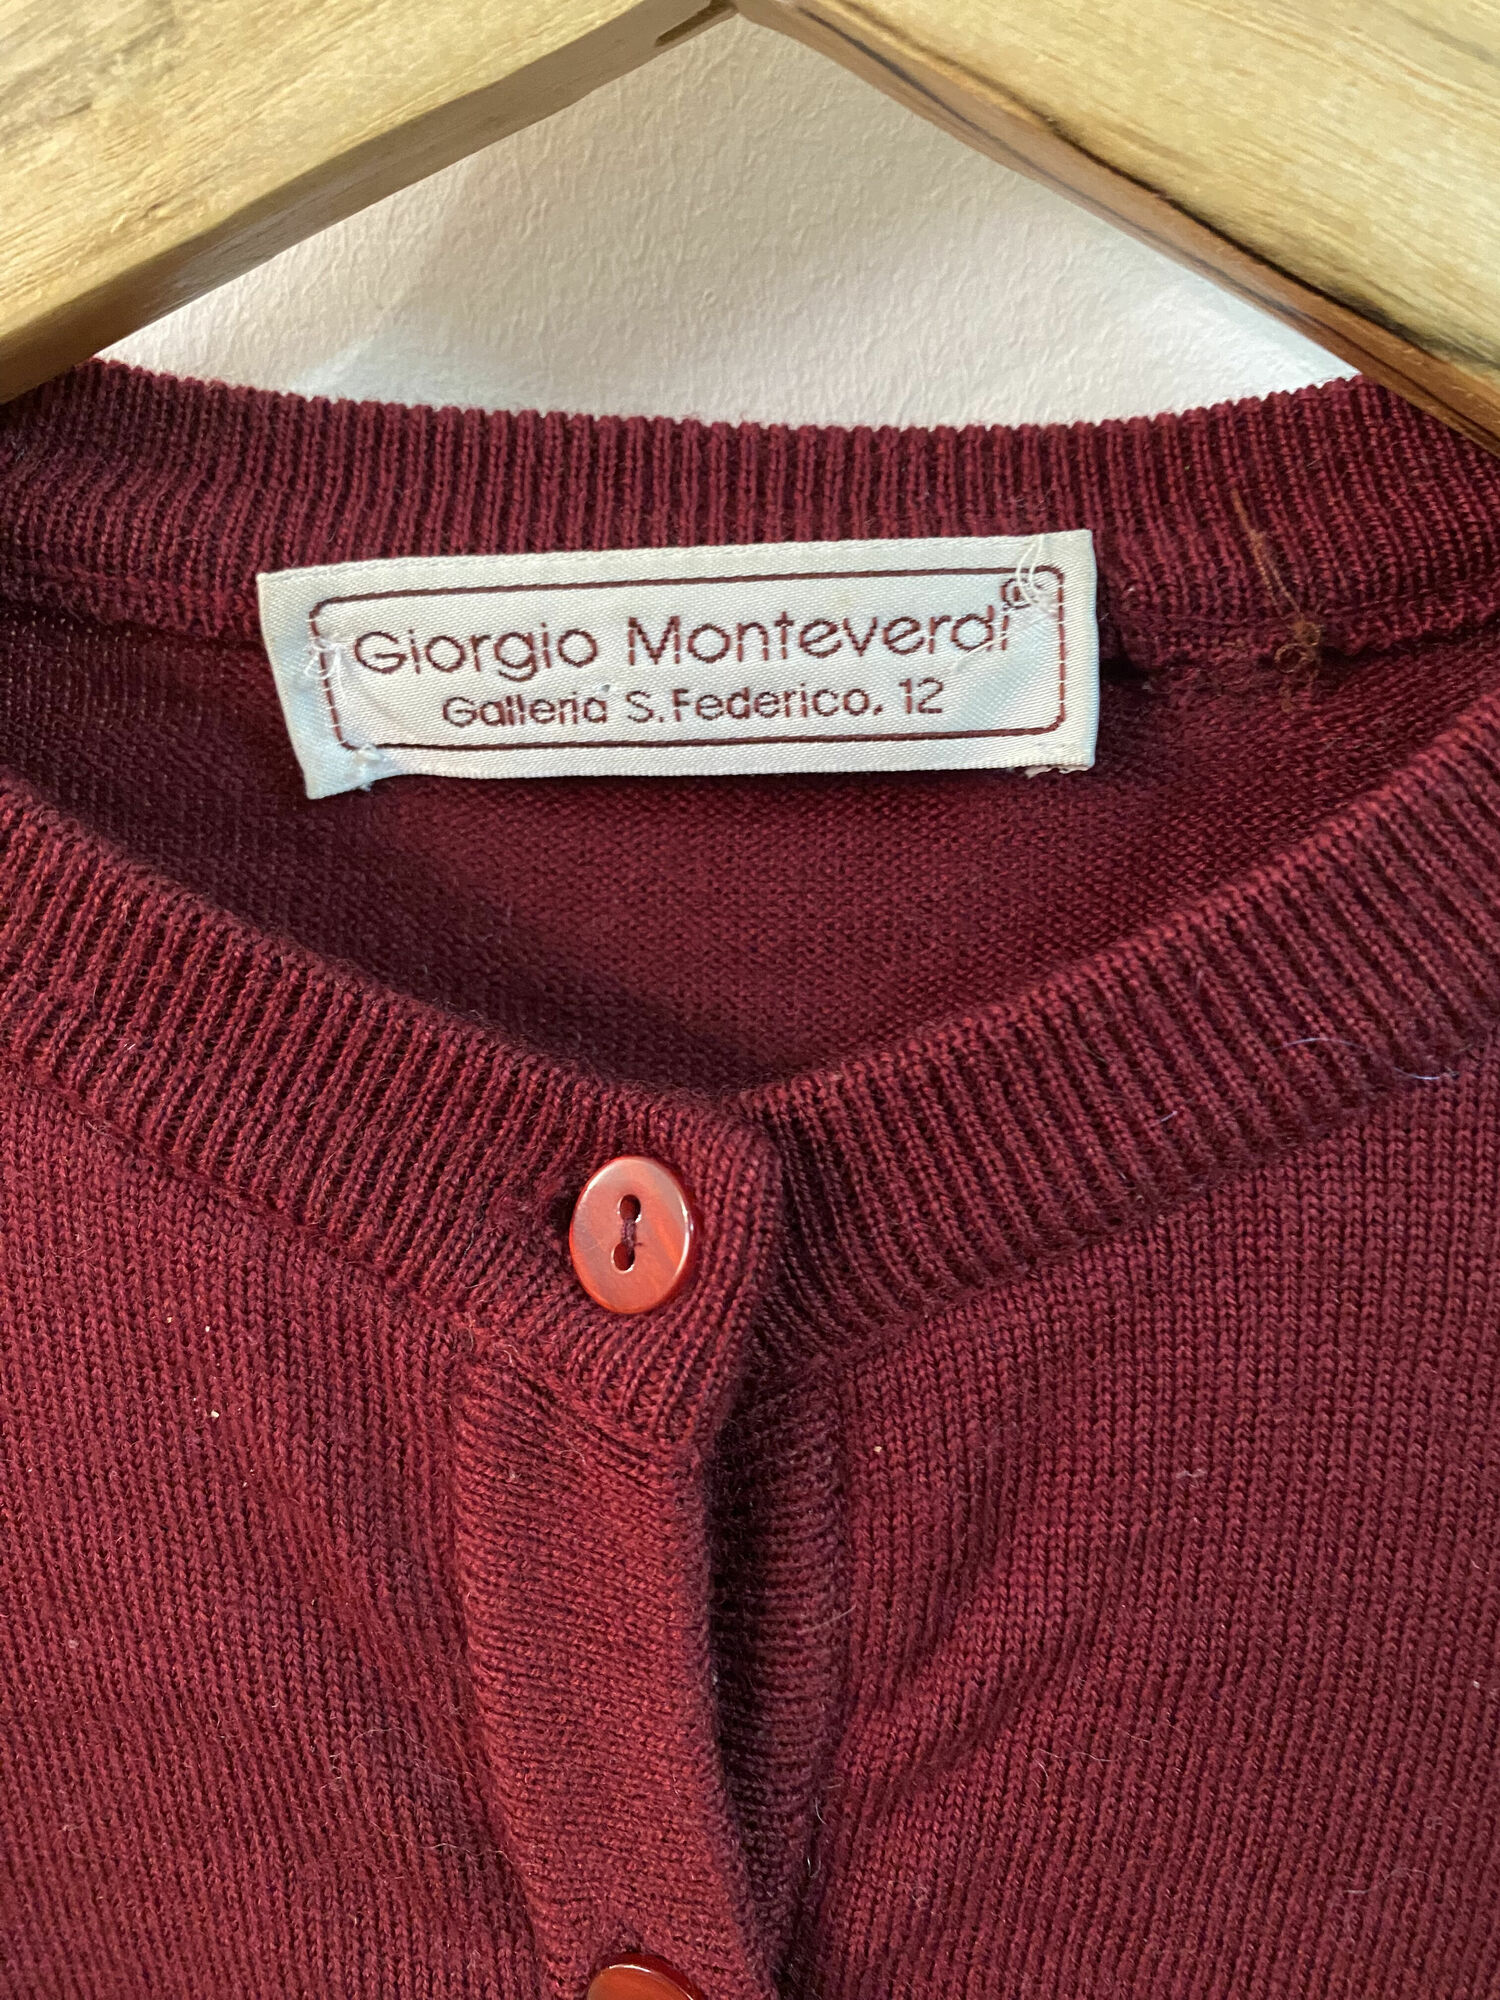 Giorgio Monteverdi®
Galleria S. Federico, 12